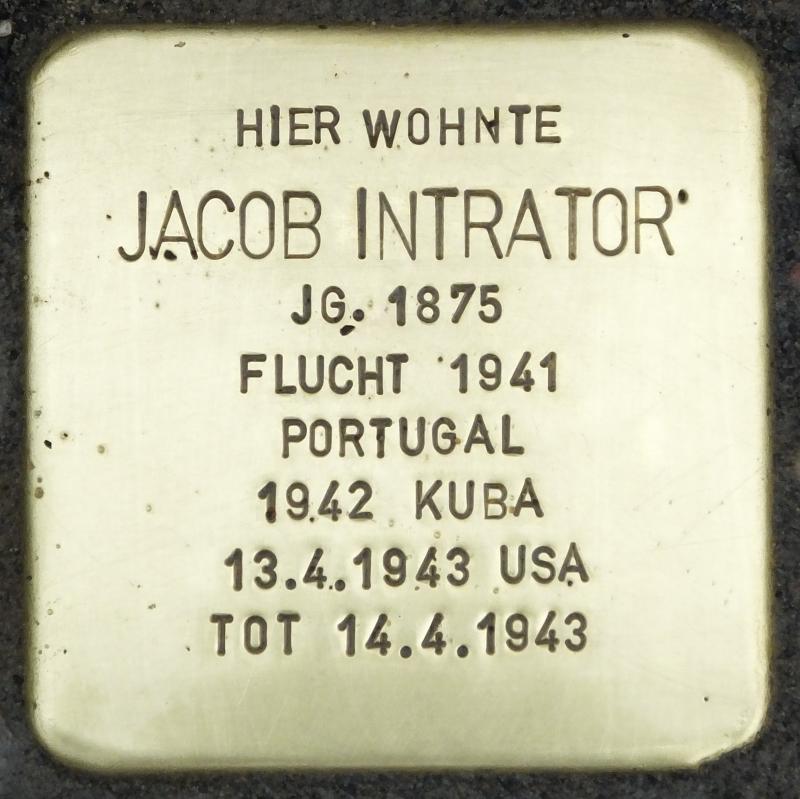 HIER WOHNTE
JACOB INTRATOR
JG. 1875
FLUCHT 1941
PORTUGAL
1942 KUBA
13.4.1943 USA
TOT 14.4.1943